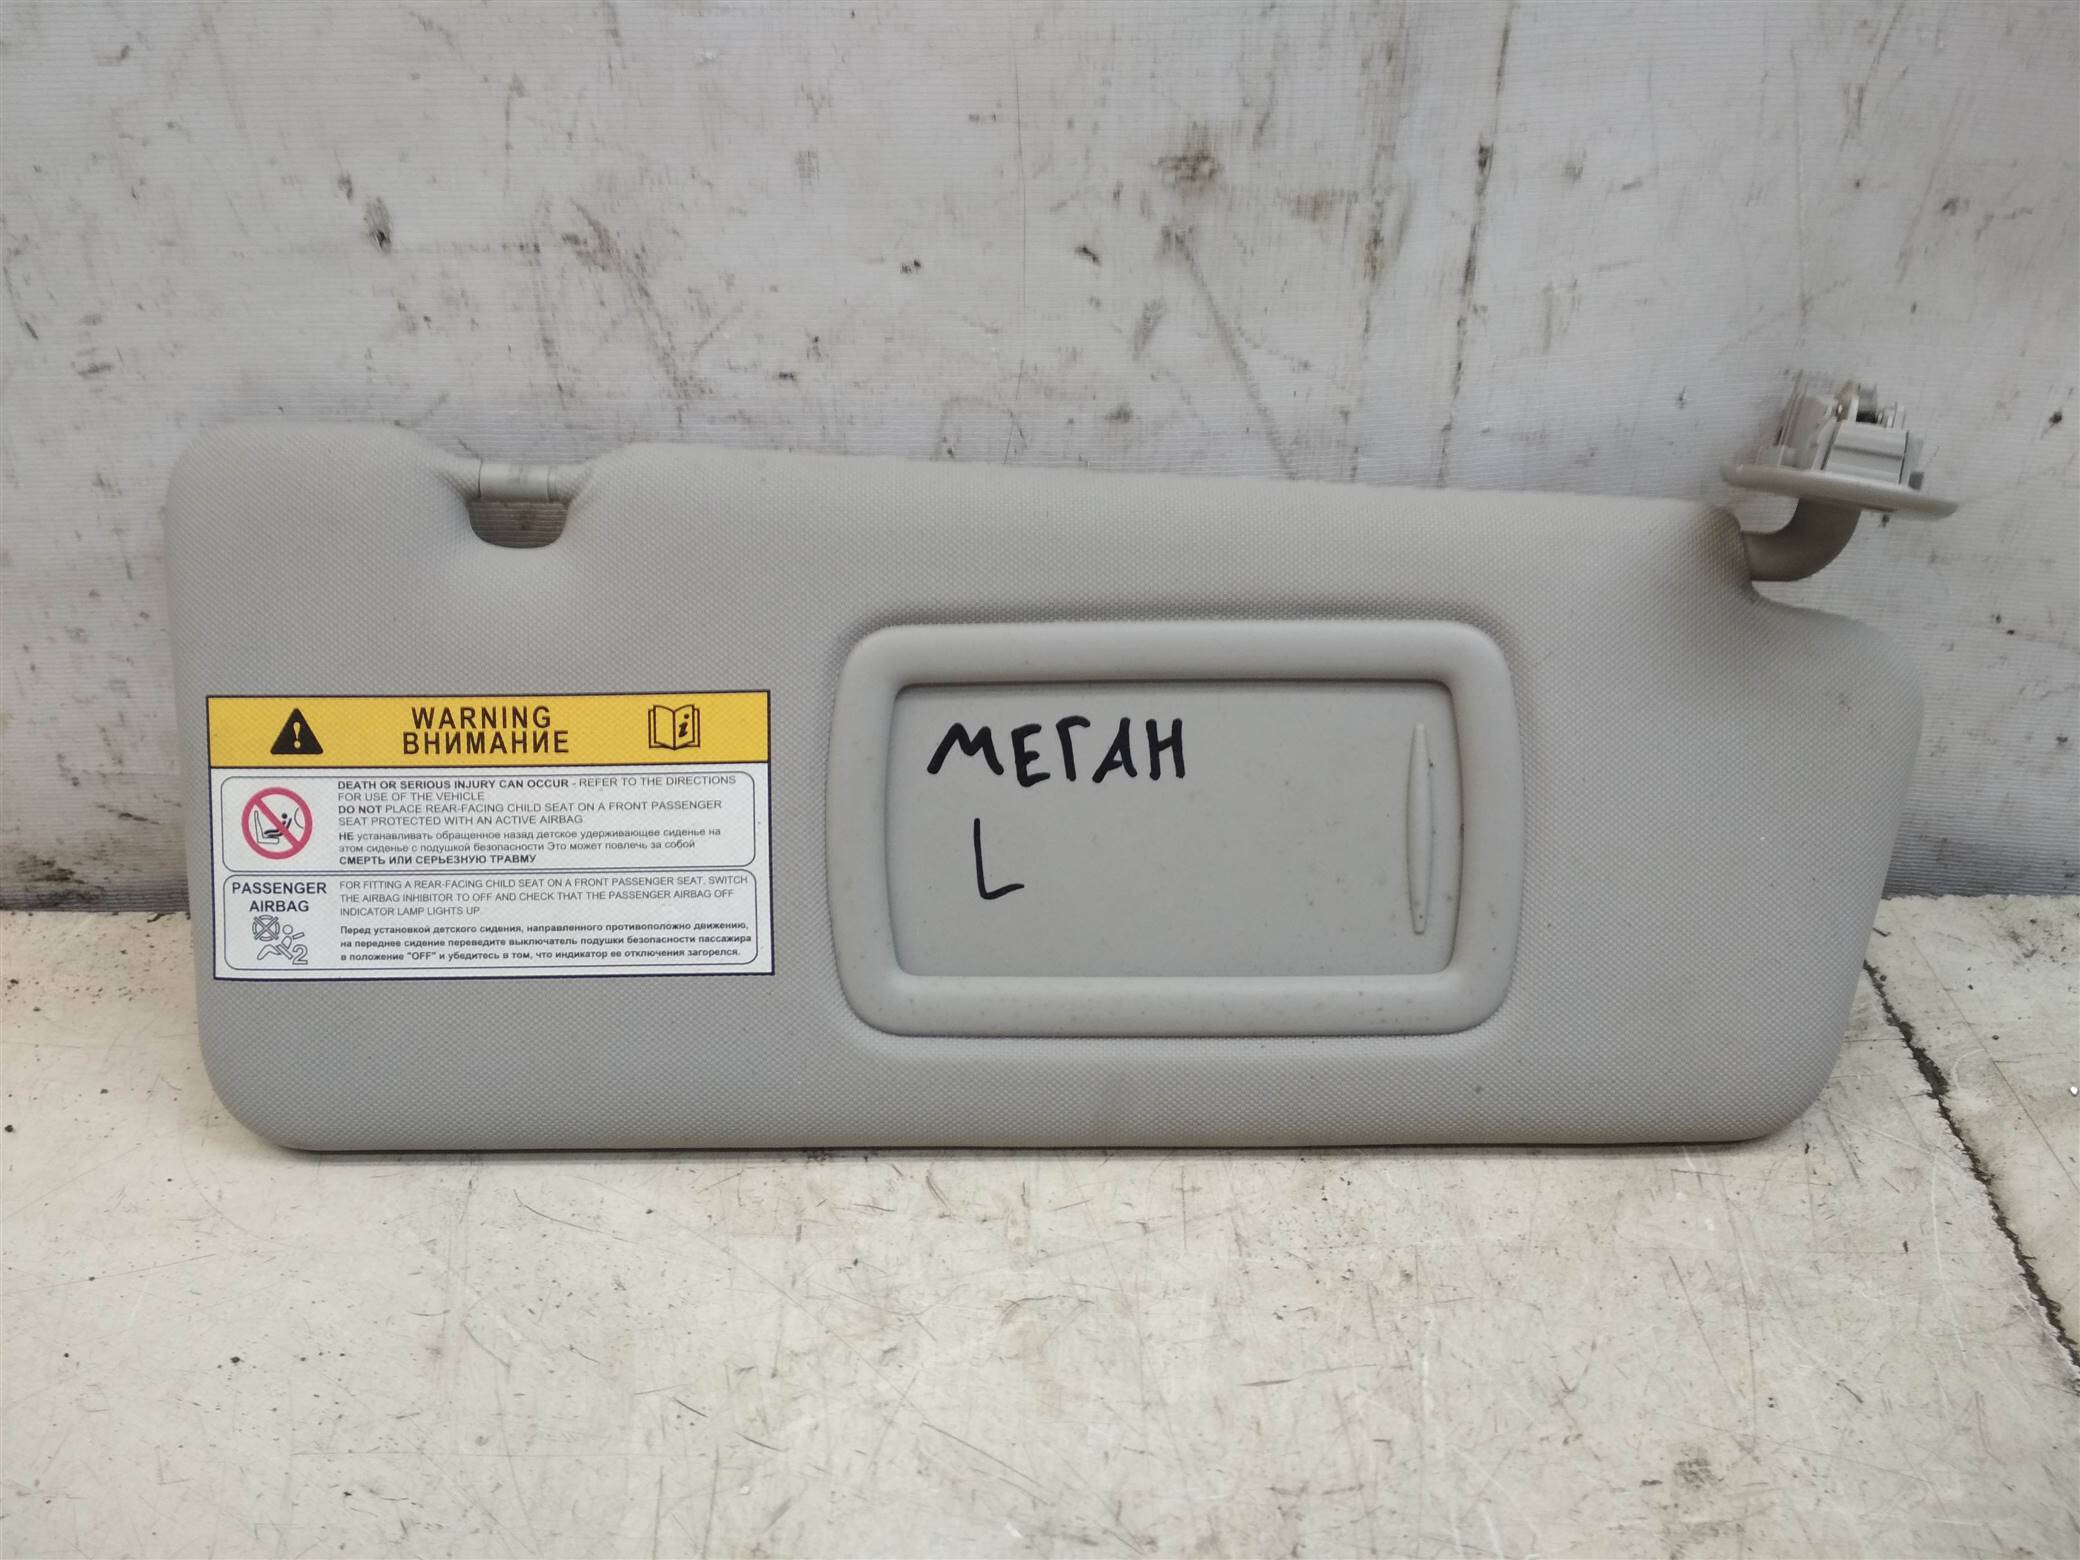 WARNING
ВНИМАНИЕ
DEATH OR SERIOUS INJURY CAN OCCUR - REFER TO THE DIRECTIONS
FOR USE OF THE VEHICLE
DO NOT PLACE REAR-FACING CHILD SEAT ON A FRONT PASSENGER
SEAT PROTECTED WITH AN ACTIVE AIRBAG
НЕ устанавливать обращенное назад детское удерживающее сиденье на
этом сиденье с подушкой безопасности Это может повлечь за собой
СМЕРТЬ ИЛИ СЕРЬЕЗНУЮ ТРАВМУ
PASSENGER
AIRBAG
2
FOR FITTING A REAR-FACING CHILD SEAT ON A FRONT PASSENGER SEAT, SWITCH
THE AIRBAG INHIBITOR TO OFF AND CHECK THAT THE PASSENGER AIRBAG OFF
INDICATOR LAMP LIGHTS UP
Перед установкой детского сидения, направленного противоположно движению,
на переднее сидение переведите выключатель подушки безопасности пассажира
в положение "OFF" и убедитесь в том, что индикатор ее отключения загорелся.
МЕГАН
L